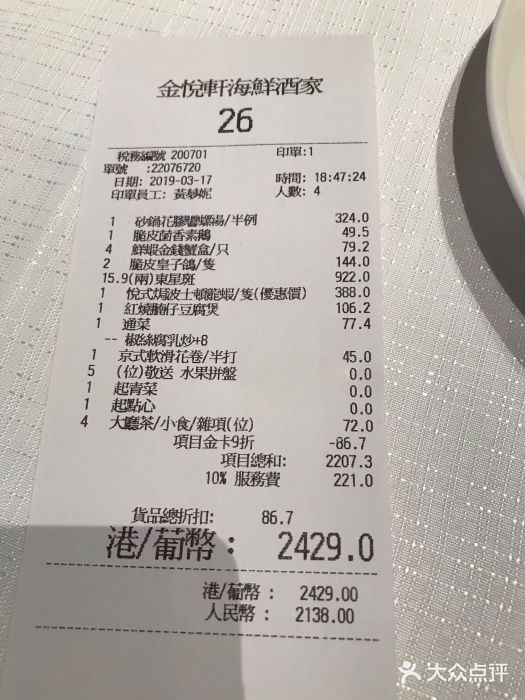 金悅軒海鮮酒家
26
稅務編號 200701 印單:1
單號 :22076720
日期: 2019-03-17 時間: 18:47:24
印單員工: 黃妙妮 人數: 4
1 砂鍋花膠響螺湯/半例 324.0
1 脆皮菌香素鵝 49.5
4 鮮蝦金錢蟹盒/只 79.2
2 脆皮皇子鴿/隻 144.0
15.9(兩)東星斑 922.0
1 悅式焗波士頓龍蝦/隻(優惠價) 388.0
1 紅燒腩仔豆腐煲 106.2
1 通菜 77.4
-- 椒絲腐乳炒+8
1 京式軟滑花卷/半打 45.0
5 (位)敬送 水果拼盤 0.0
1 起青菜 0.0
1 起點心 0.0
4 大廳茶/小食/雜項(位) 72.0
項目金卡9折 -86.7
項目總和: 2207.3
10% 服務費 221.0
貨品總折扣: 86.7
港/葡幣： 2429.0
港/葡幣： 2429.00
人民幣： 2138.00
大众点评